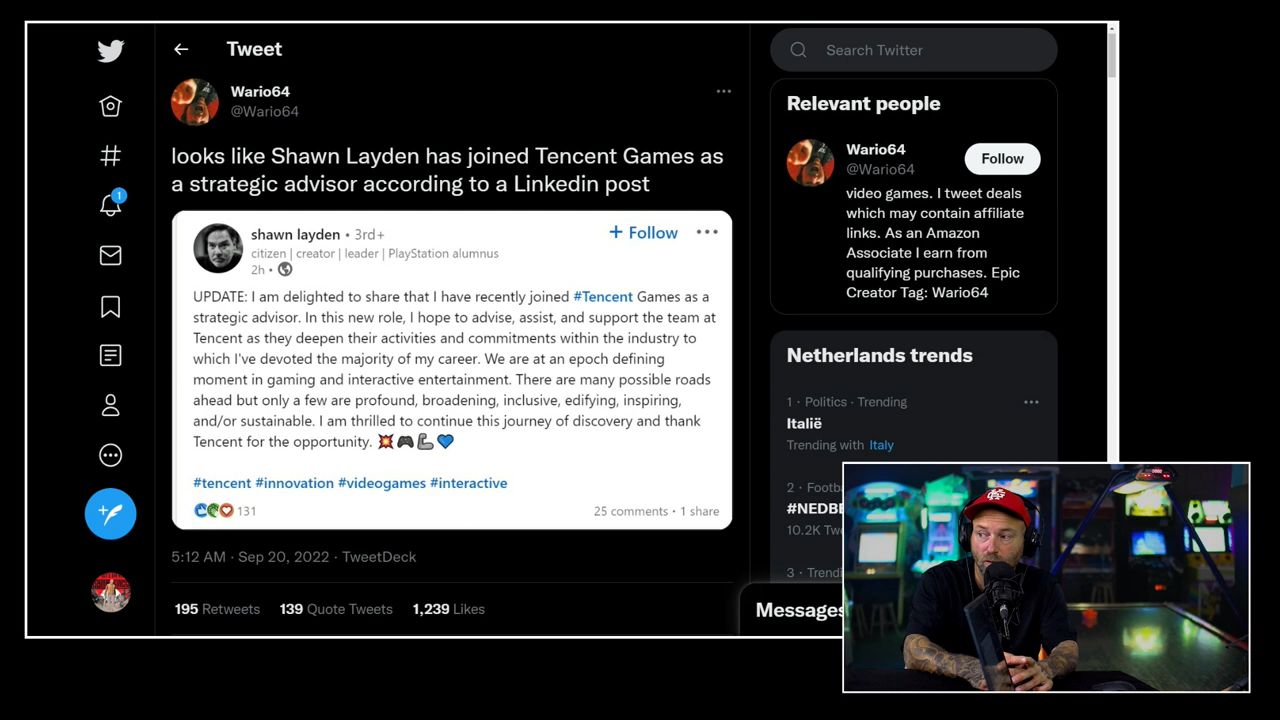 Tweet
Wario64
@Wario64
looks like Shawn Layden has joined Tencent Games as
a strategic advisor according to a Linkedin post
shawn layden • 3rd+
+ Follow
citizen | creator | leader | PlayStation alumnus
2h •
UPDATE: I am delighted to share that I have recently joined #Tencent Games as a
strategic advisor. In this new role, I hope to advise, assist, and support the team at
Tencent as they deepen their activities and commitments within the industry to
which I've devoted the majority of my career. We are at an epoch defining
moment in gaming and interactive entertainment. There are many possible roads
ahead but only a few are profound, broadening, inclusive, edifying, inspiring,
and/or sustainable. I am thrilled to continue this journey of discovery and thank
Tencent for the opportunity. 💥🎮🦾💙
#tencent #innovation #videogames #interactive
131
25 comments • 1 share
5:12 AM · Sep 20, 2022 · TweetDeck
195 Retweets 139 Quote Tweets 1,239 Likes
1
Search Twitter
Relevant people
Wario64
@Wario64
Follow
video games. I tweet deals
which may contain affiliate
links. As an Amazon
Associate I earn from
qualifying purchases. Epic
Creator Tag: Wario64
Netherlands trends
1 · Politics · Trending
Italië
Trending with Italy
2 ·
#NEDBE
10.2K
3 ·
Messages